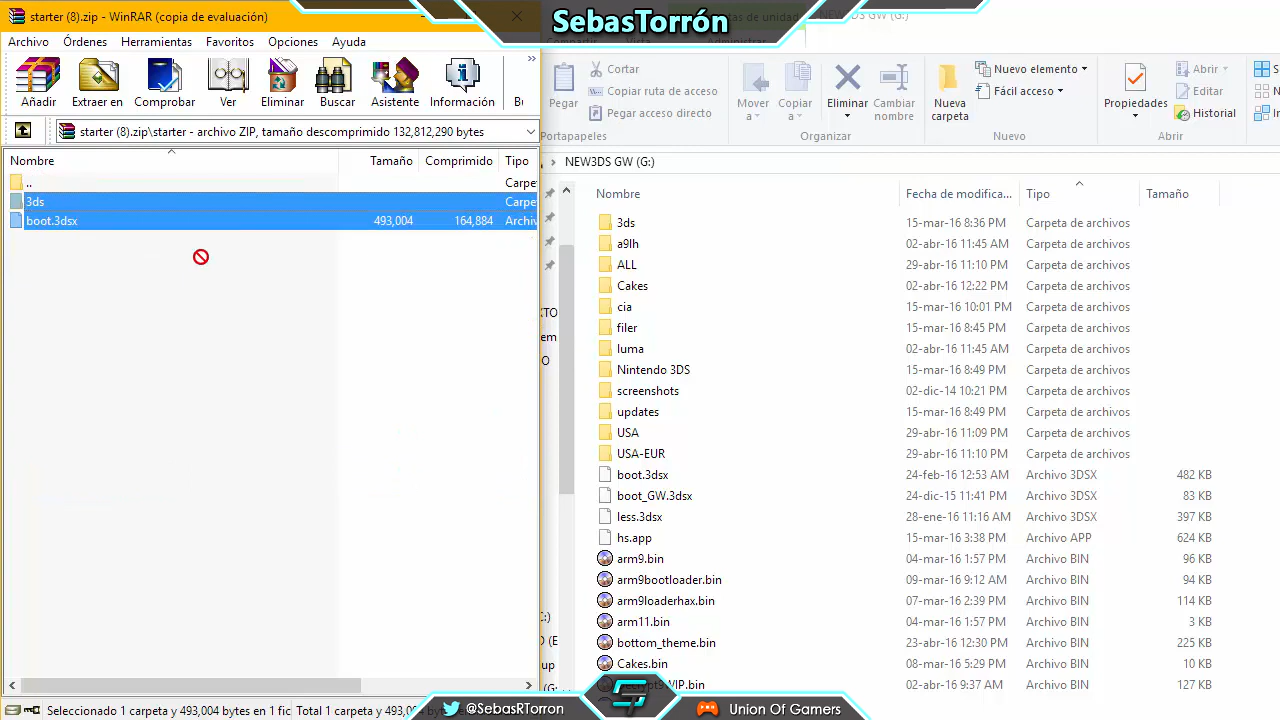 starter (8).zip - WinRAR (copia de evaluación)
SebasTorrón
NEW3DS GW (G:)
Archivo Órdenes Herramientas Favoritos Opciones Ayuda
Añadir Extraer en Comprobar Ver Eliminar Buscar Asistente Información
starter (8).zip\starter - archivo ZIP, tamaño descomprimido 132,812,290 bytes
Nombre Tamaño Comprimido Tipo
.. Carpe
3ds Carpe
boot.3dsx 493,004 164,884 Archiv
Pegar
Cortar
Copiar ruta de acceso
Pegar acceso directo
Portapapeles
Mover a
Copiar a
Eliminar
Cambiar nombre
Organizar
Nueva carpeta
Nuevo elemento
Fácil acceso
Nuevo
Propiedades
Abrir
Editar
Historial
Abrir
NEW3DS GW (G:)
Nombre Fecha de modifica... Tipo Tamaño
3ds 15-mar-16 8:36 PM Carpeta de archivos
a9lh 02-abr-16 11:45 AM Carpeta de archivos
ALL 29-abr-16 11:10 PM Carpeta de archivos
Cakes 02-abr-16 12:22 PM Carpeta de archivos
cia 15-mar-16 10:01 PM Carpeta de archivos
filer 15-mar-16 8:45 PM Carpeta de archivos
luma 02-abr-16 11:45 AM Carpeta de archivos
Nintendo 3DS 15-mar-16 8:49 PM Carpeta de archivos
screenshots 02-dic-14 10:21 PM Carpeta de archivos
updates 15-mar-16 8:49 PM Carpeta de archivos
USA 29-abr-16 11:09 PM Carpeta de archivos
USA-EUR 29-abr-16 11:10 PM Carpeta de archivos
boot.3dsx 24-feb-16 12:53 AM Archivo 3DSX 482 KB
boot_GW.3dsx 24-dic-15 11:41 PM Archivo 3DSX 83 KB
less.3dsx 28-ene-16 11:16 AM Archivo 3DSX 397 KB
hs.app 15-mar-16 3:38 PM Archivo APP 624 KB
arm9.bin 04-mar-16 1:57 PM Archivo BIN 96 KB
arm9bootloader.bin 09-mar-16 9:12 AM Archivo BIN 94 KB
arm9loaderhax.bin 07-mar-16 2:39 PM Archivo BIN 114 KB
arm11.bin 04-mar-16 1:57 PM Archivo BIN 3 KB
bottom_theme.bin 23-abr-16 12:30 PM Archivo BIN 225 KB
Cakes.bin 08-mar-16 5:29 PM Archivo BIN 10 KB
02-abr-16 9:37 AM Archivo BIN 127 KB
Seleccionado 1 carpeta y 493,004 bytes en 1 fic Total 1 carpeta y 493,
@SebasRTorron
Union Of Gamers